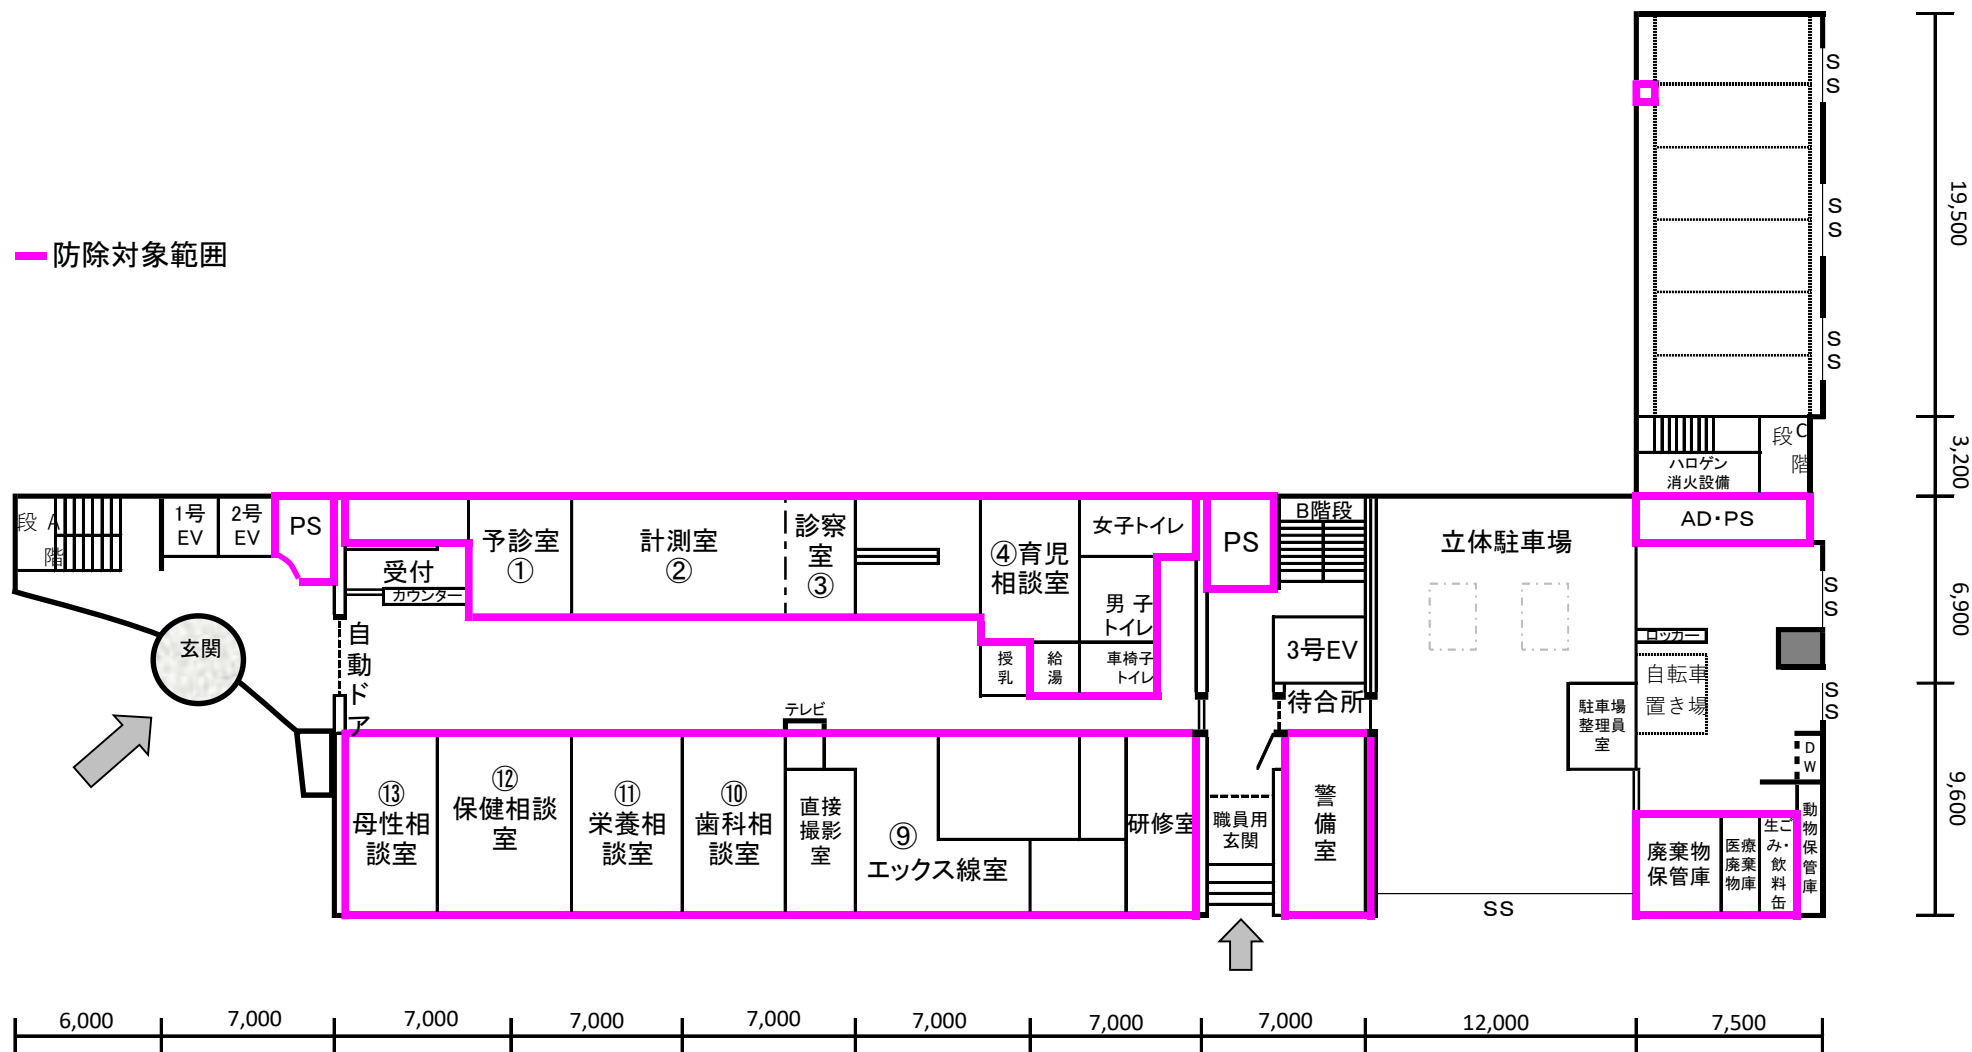 防除対象範囲
SS
SS
SS
19,500
段C
階
ハロゲン
消火設備
3,200
段 A
階
1号
EV
2号
EV
PS
予診室
①
計測室
②
診察
室
③
④育児
相談室
女子トイレ
PS
B階段
立体駐車場
AD・PS
受付
カウンター
男 子
トイレ
SS
6,900
玄関
自動ドア
授乳
給湯
車椅子
トイレ
3号EV
待合所
ロッカー
自転車
置き場
SS
駐車場
整理員
室
テレビ
DW
⑬
母性相
談室
⑫
保健相談
室
⑪
栄養相
談室
⑩
歯科相
談室
直接
撮影
室
⑨
エックス線室
研修室
職員用
玄関
警備室
廃棄物
保管庫
医療
廃棄
物庫
生ご
み・
飲
料
缶
動物保管庫
9,600
SS
6,000
7,000
7,000
7,000
7,000
7,000
7,000
7,000
12,000
7,500